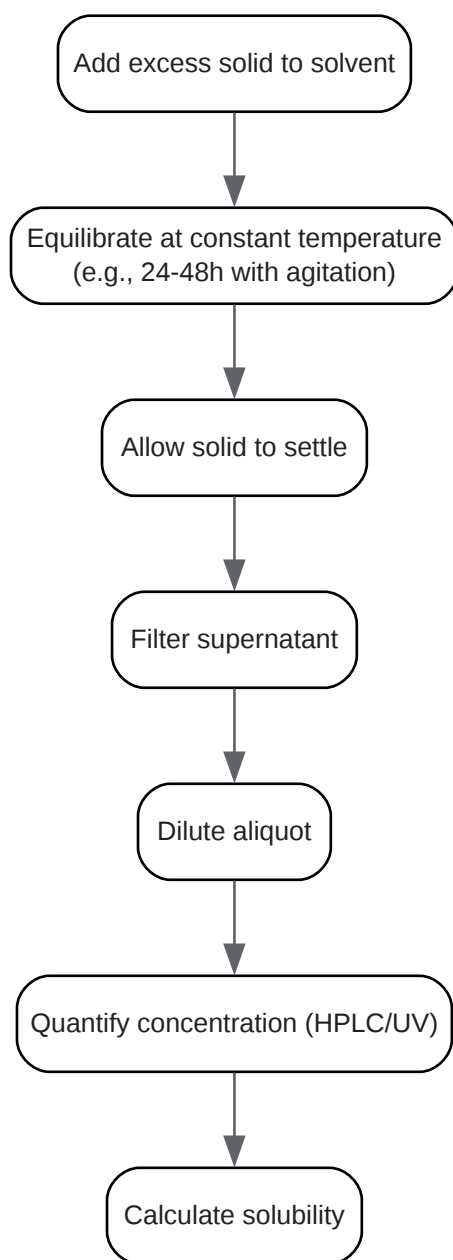 Add excess solid to solvent
Equilibrate at constant temperature
(e.g., 24-48h with agitation)
Allow solid to settle
Filter supernatant
Dilute aliquot
Quantify concentration (HPLC/UV)
Calculate solubility